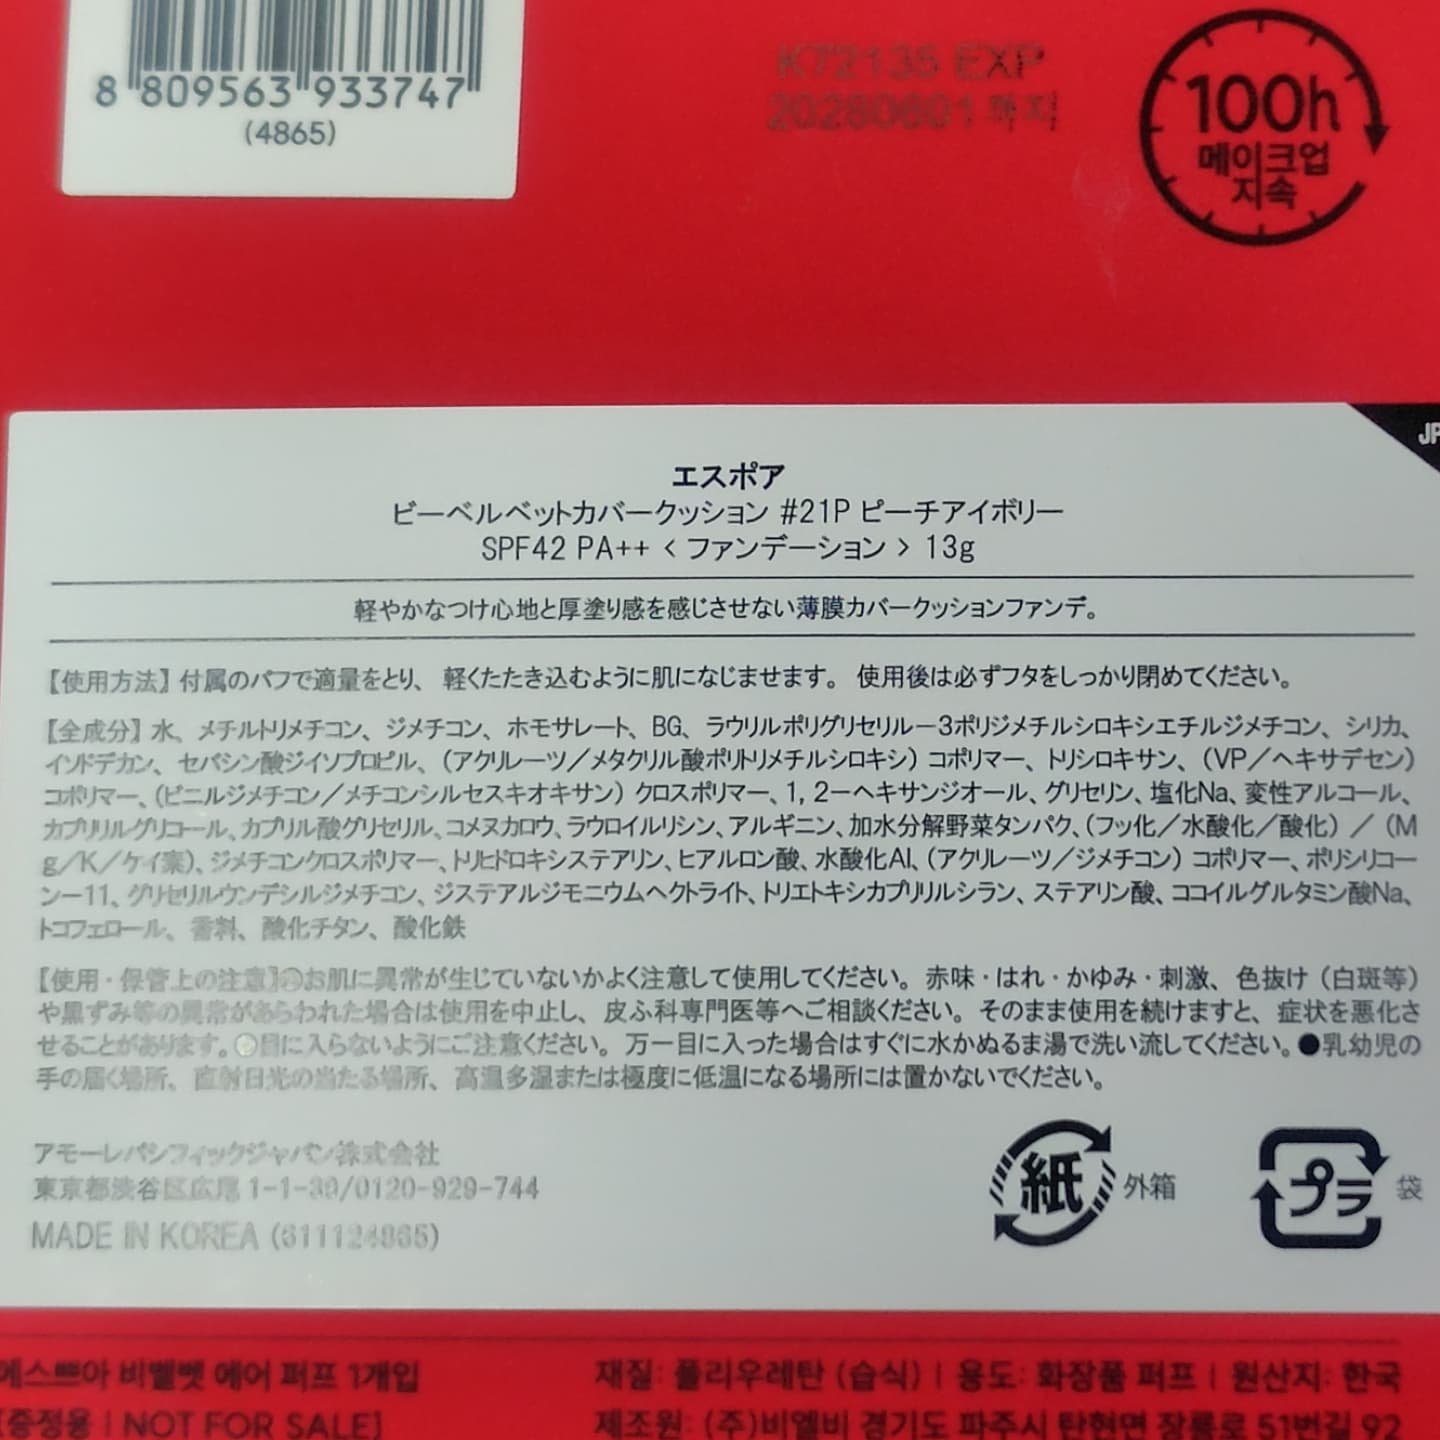 8 809563 933747
(4865)
K72135 EXP
20280601 까지
100h
메이크업
지속
JP
エスポア
ビーベルベットカバークッション #21P ピーチアイボリー
SPF42 PA++ < ファンデーション > 13g
軽やかなつけ心地と厚塗り感を感じさせない薄膜カバークッションファンデ。
【使用方法】付属のパフで適量をとり、軽くたたき込むように肌になじませます。使用後は必ずフタをしっかり閉めてください。
【全成分】水、メチルトリメチコン、ジメチコン、ホモサレート、BG、ラウリルポリグリセリル－3ポリジメチルシロキシエチルジメチコン、シリカ、
イソドデカン、セバシン酸ジイソプロピル、（アクリレーツ／メタクリル酸ポリトリメチルシロキシ）コポリマー、トリシロキサン、（VP／ヘキサデセン）
コポリマー、（ビニルジメチコン／メチコンシルセスキオキサン）クロスポリマー、1，2－ヘキサンジオール、グリセリン、塩化Na、変性アルコール、
カプリリルグリコール、カプリル酸グリセリル、コメヌカロウ、ラウロイルリシン、アルギニン、加水分解野菜タンパク、（フッ化／水酸化／酸化）／（M
g／K／ケイ素）、ジメチコンクロスポリマー、トリヒドロキシステアリン、ヒアルロン酸、水酸化Al、（アクリレーツ／ジメチコン）コポリマー、ポリシリコー
ン－11、グリセリルウンデシルジメチコン、ジステアルジモニウムヘクトライト、トリエトキシカプリリルシラン、ステアリン酸、ココイルグルタミン酸Na、
トコフェロール、香料、酸化チタン、酸化鉄
【使用・保管上の注意】●お肌に異常が生じていないかよく注意して使用してください。赤味・はれ・かゆみ・刺激、色抜け（白斑等）
や黒ずみ等の異常があらわれた場合は使用を中止し、皮ふ科専門医等へご相談ください。そのまま使用を続けますと、症状を悪化さ
せることがあります。●目に入らないようにご注意ください。万一目に入った場合はすぐに水かぬるま湯で洗い流してください。●乳幼児の
手の届く場所、直射日光の当たる場所、高温多湿または極度に低温になる場所には置かないでください。
アモーレパシフィックジャパン株式会社
東京都渋谷区広尾 1-1-39/0120-929-744
MADE IN KOREA (611124865)
紙 外箱
プラ 袋
에스쁘아 비벨벳 에어 퍼프 1개입
재질: 폴리우레탄 (습식) | 용도: 화장품 퍼프 | 원산지: 한국
[증정용 | NOT FOR SALE]
제조원: (주)비엘비 경기도 파주시 탄현면 장릉로 51번길 92